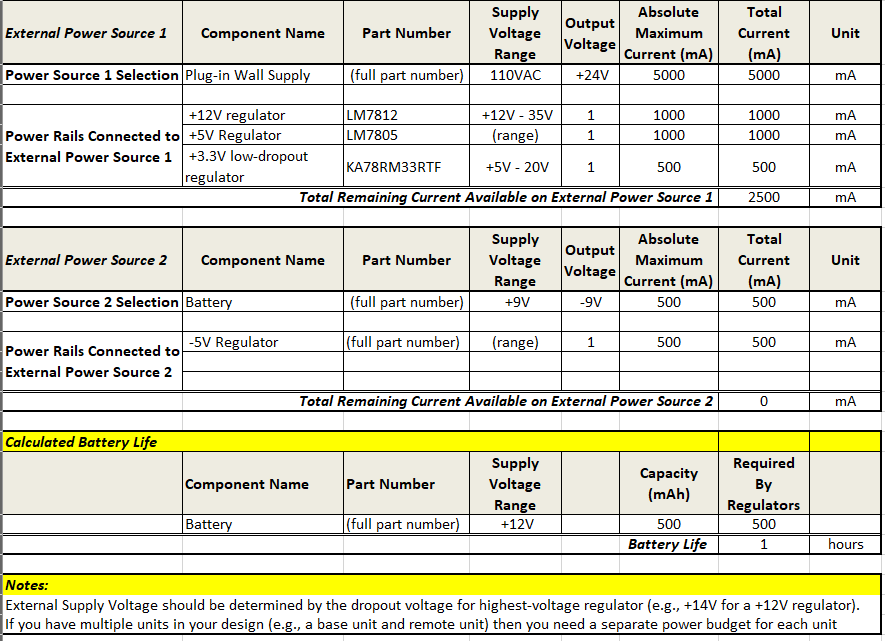 External Power Source 1 Component Name Part Number Supply Voltage Range Output Voltage Absolute Maximum Current (mA) Total Current (mA) Unit
Power Source 1 Selection Plug-in Wall Supply (full part number) 110VAC +24V 5000 5000 mA
Power Rails Connected to External Power Source 1
+12V regulator LM7812 +12V - 35V 1 1000 1000 mA
+5V Regulator LM7805 (range) 1 1000 1000 mA
+3.3V low-dropout regulator KA78RM33RTF +5V - 20V 1 500 500 mA
Total Remaining Current Available on External Power Source 1 2500 mA
External Power Source 2 Component Name Part Number Supply Voltage Range Output Voltage Absolute Maximum Current (mA) Total Current (mA) Unit
Power Source 2 Selection Battery (full part number) +9V -9V 500 500 mA
Power Rails Connected to External Power Source 2
-5V Regulator (full part number) (range) 1 500 500 mA
Total Remaining Current Available on External Power Source 2 0 mA
Calculated Battery Life
Component Name Part Number Supply Voltage Range Capacity (mAh) Required By Regulators
Battery (full part number) +12V 500 500
Battery Life 1 hours
Notes:
External Supply Voltage should be determined by the dropout voltage for highest-voltage regulator (e.g., +14V for a +12V regulator).
If you have multiple units in your design (e.g., a base unit and remote unit) then you need a separate power budget for each unit